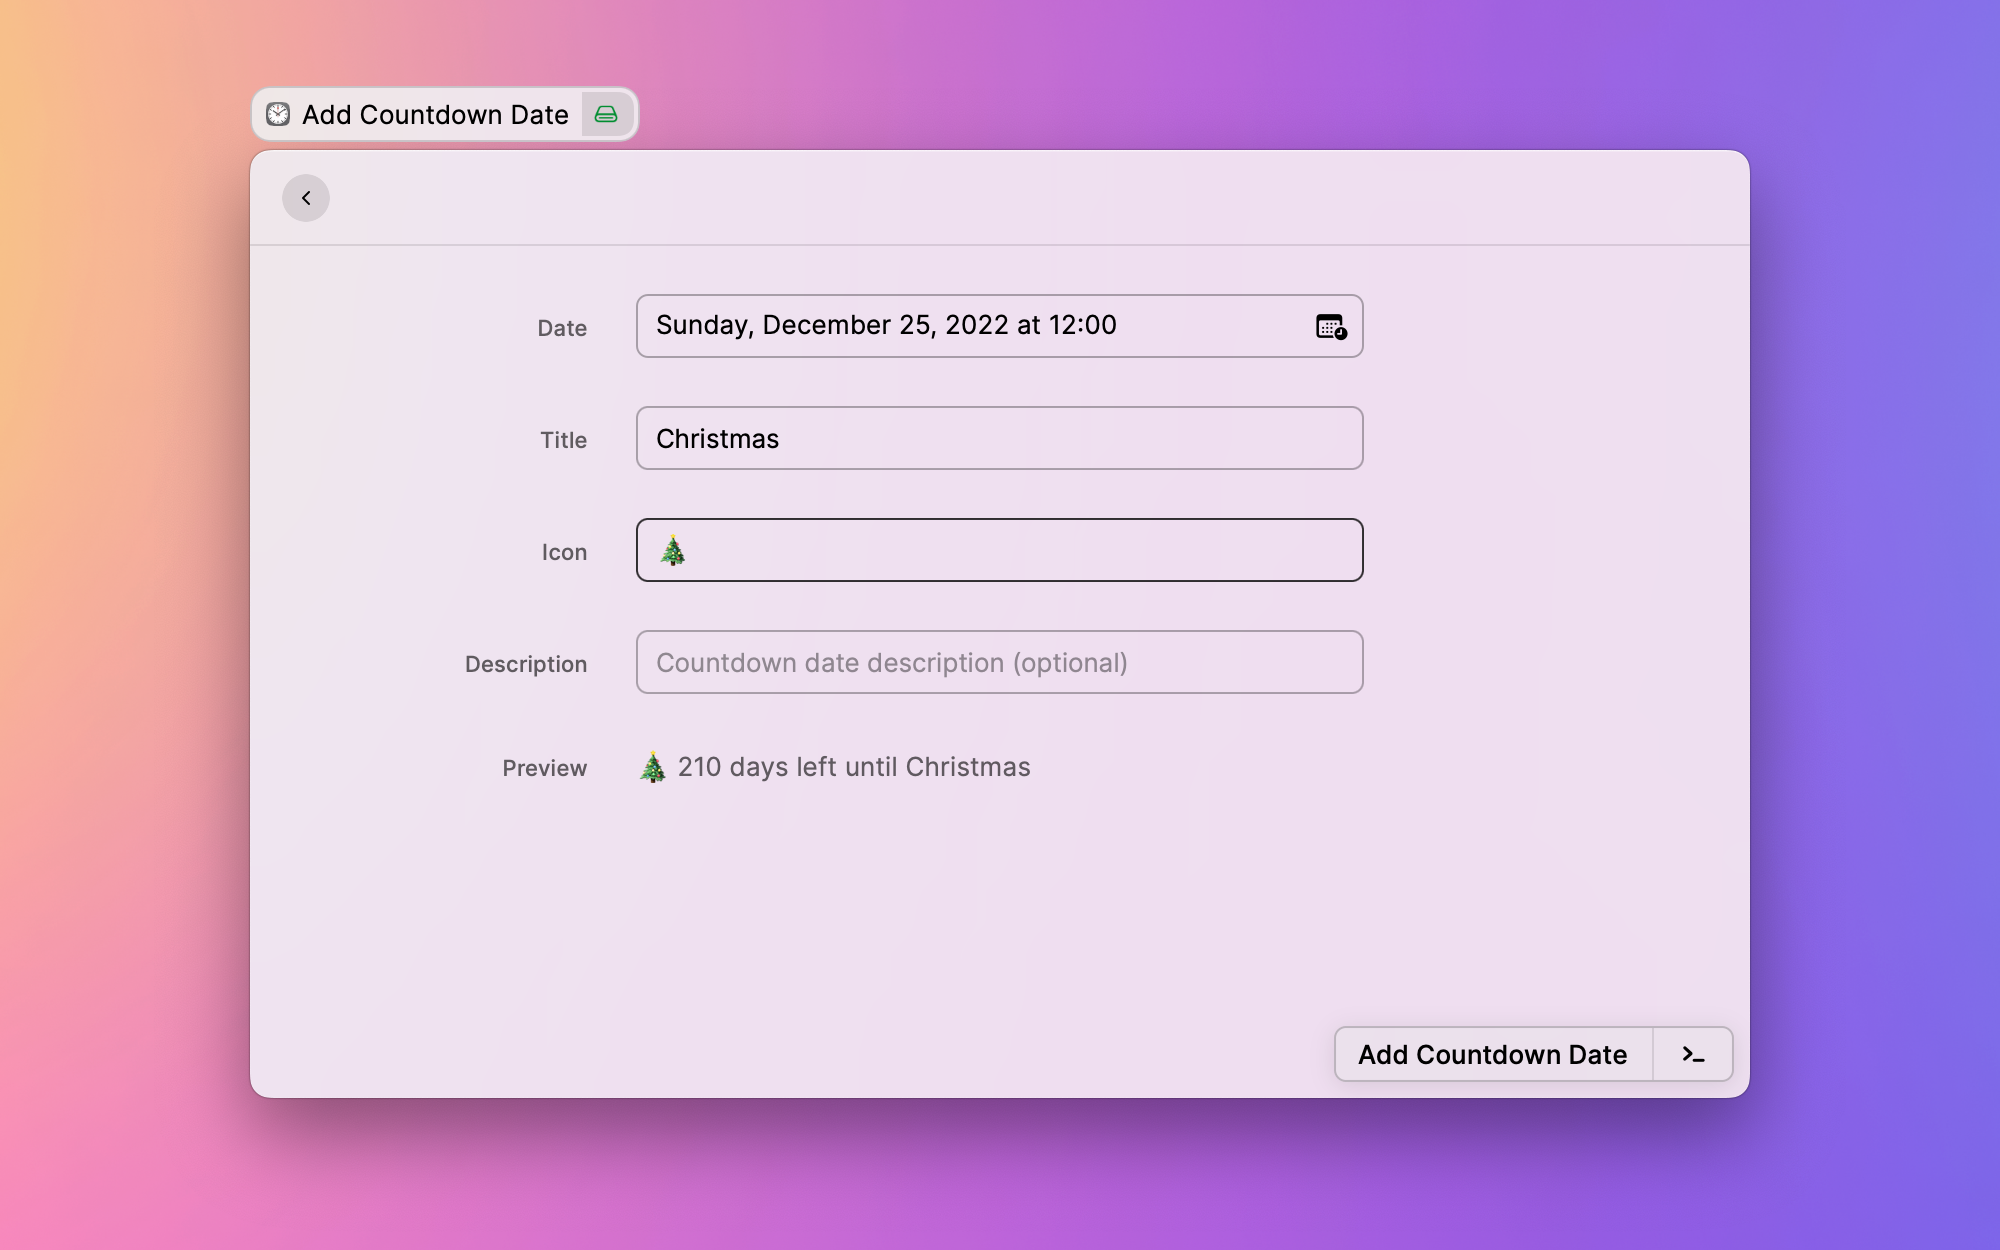 Add Countdown Date
Date
Sunday, December 25, 2022 at 12:00
Title
Christmas
Icon
🎄
Description
Countdown date description (optional)
Preview
🎄 210 days left until Christmas
Add Countdown Date